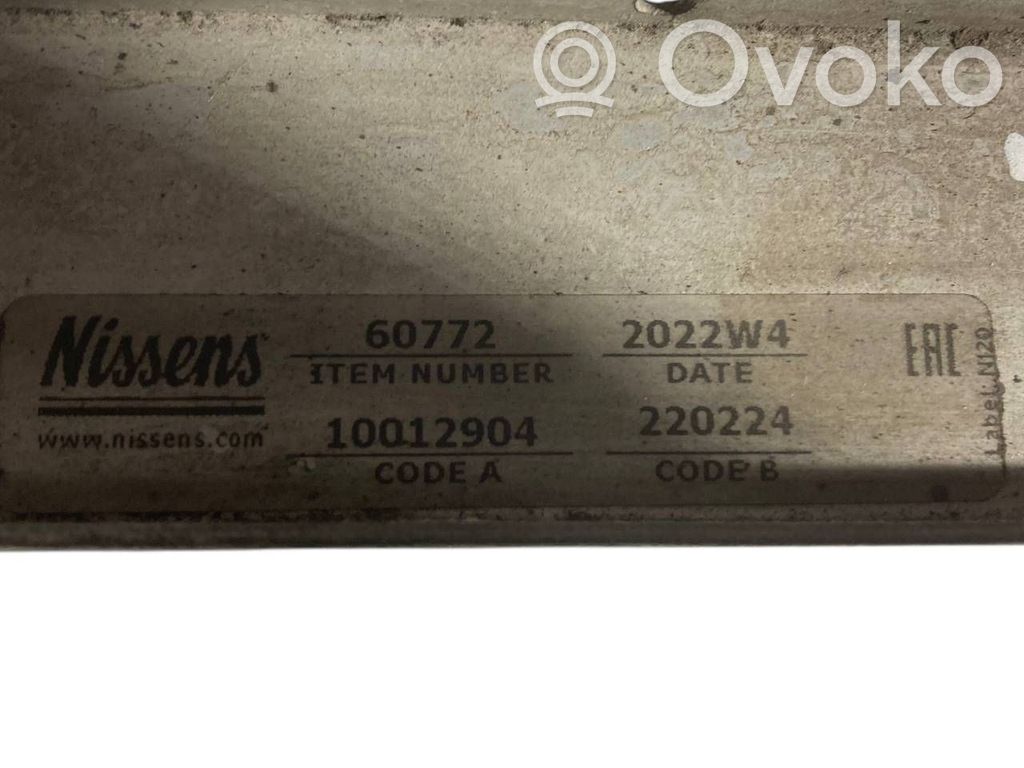 Ovoko
Nissens
www.nissens.com
60772
ITEM NUMBER
10012904
CODE A
2022W4
DATE
220224
CODE B
EAC
Label N120